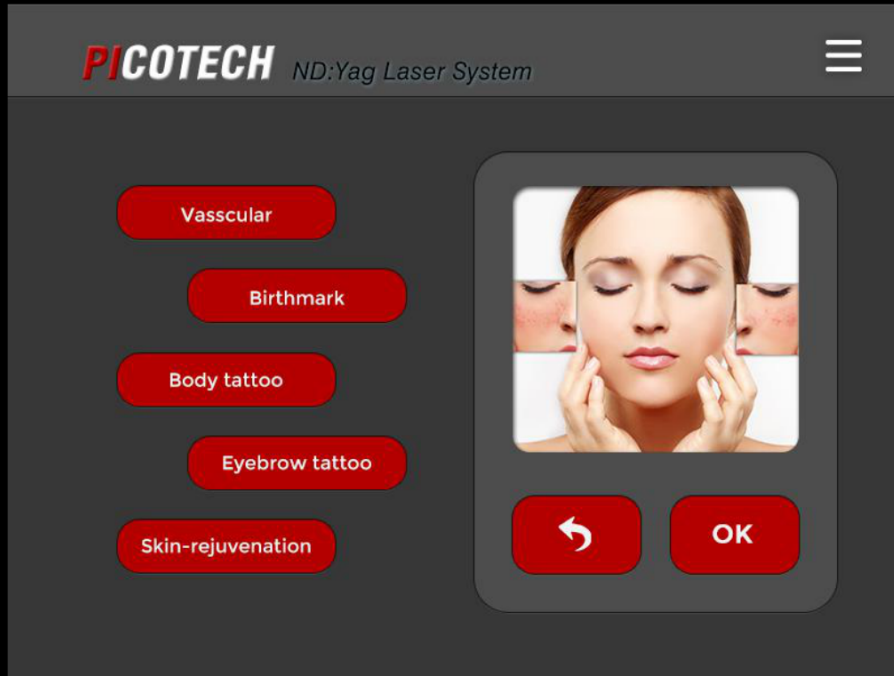 PICOTECH ND:Yag Laser System
Vasscular
Birthmark
Body tattoo
Eyebrow tattoo
Skin-rejuvenation
OK